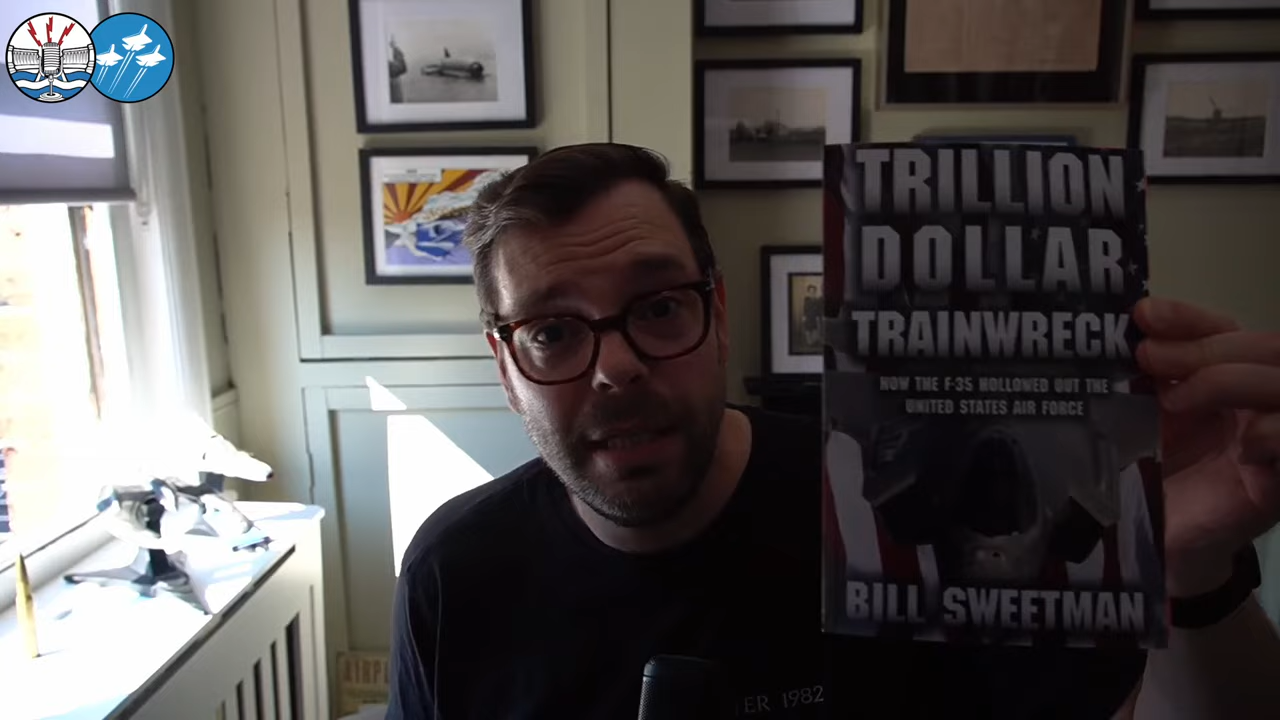 TRILLION
DOLLAR
TRAINWRECK
HOW THE F-35 HOLLOWED OUT THE
UNITED STATES AIR FORCE
BILL SWEETMAN
ER 1982